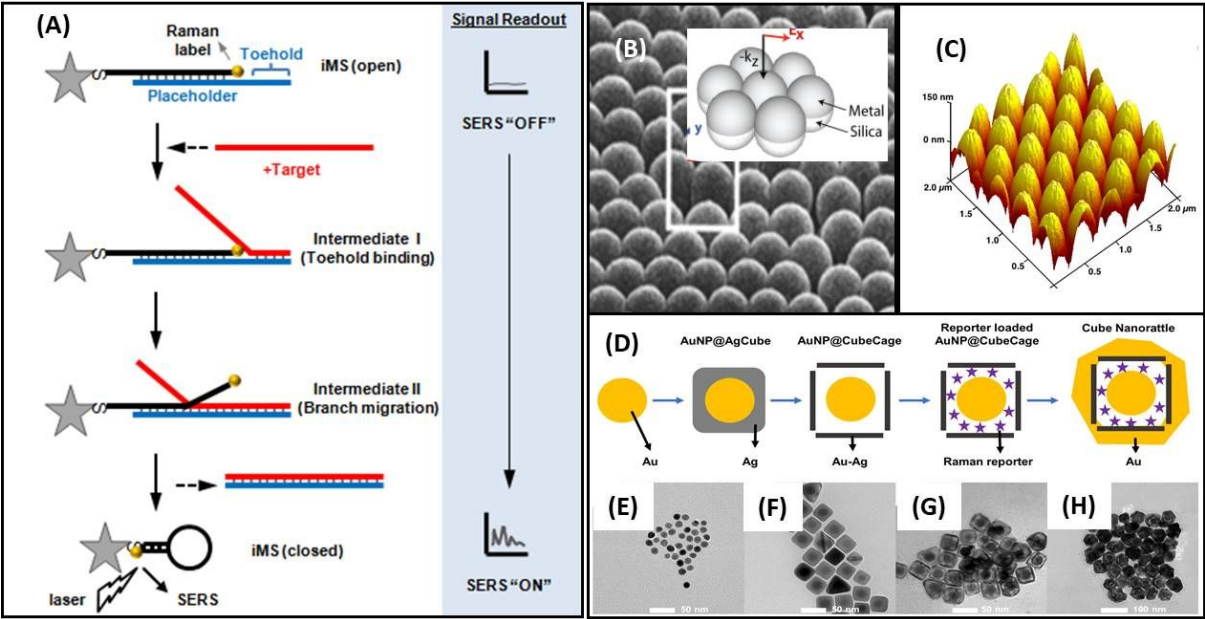 (A)
Raman
label
Toehold
iMS (open)
Placeholder
+Target
Intermediate I
(Toehold binding)
Intermediate II
(Branch migration)
iMS (closed)
laser
SERS
S
S
S
S
Signal Readout
SERS "OFF"
SERS "ON"
(B)
-kz
Metal
Silica
y
(C)
150 nm
0 nm
2.0 µm
1.5
1.0
0.5
0.5
1.0
1.5
2.0 µm
(D)
AuNP@AgCube
AuNP@CubeCage
Reporter loaded
AuNP@CubeCage
Cube Nanorattle
Au
Ag
Au-Ag
Raman reporter
Au
(E)
50 nm
(F)
50 nm
(G)
50 nm
(H)
100 nm